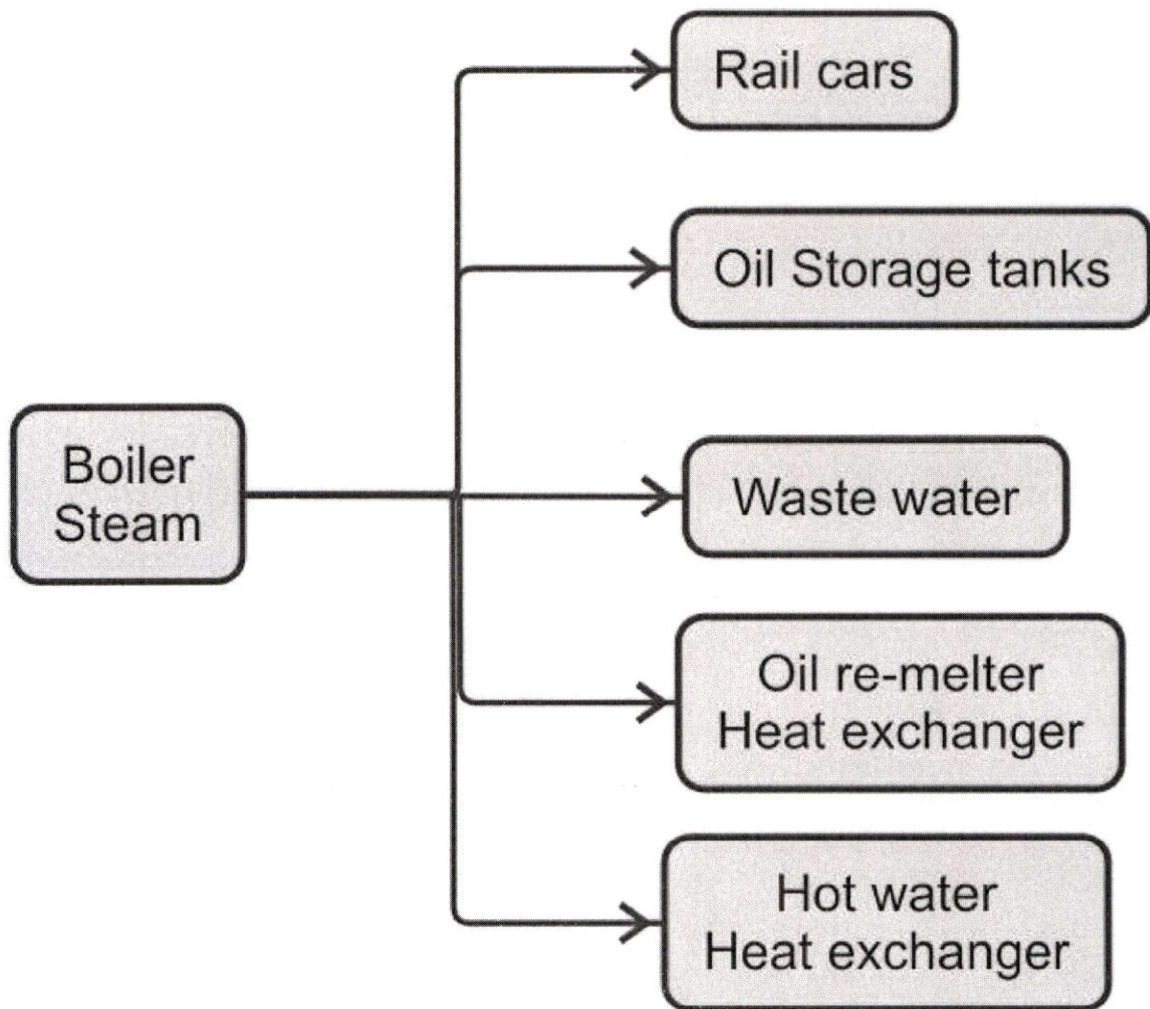 Rail cars
Oil Storage tanks
Boiler
Steam
Waste water
Oil re-melter
Heat exchanger
Hot water
Heat exchanger